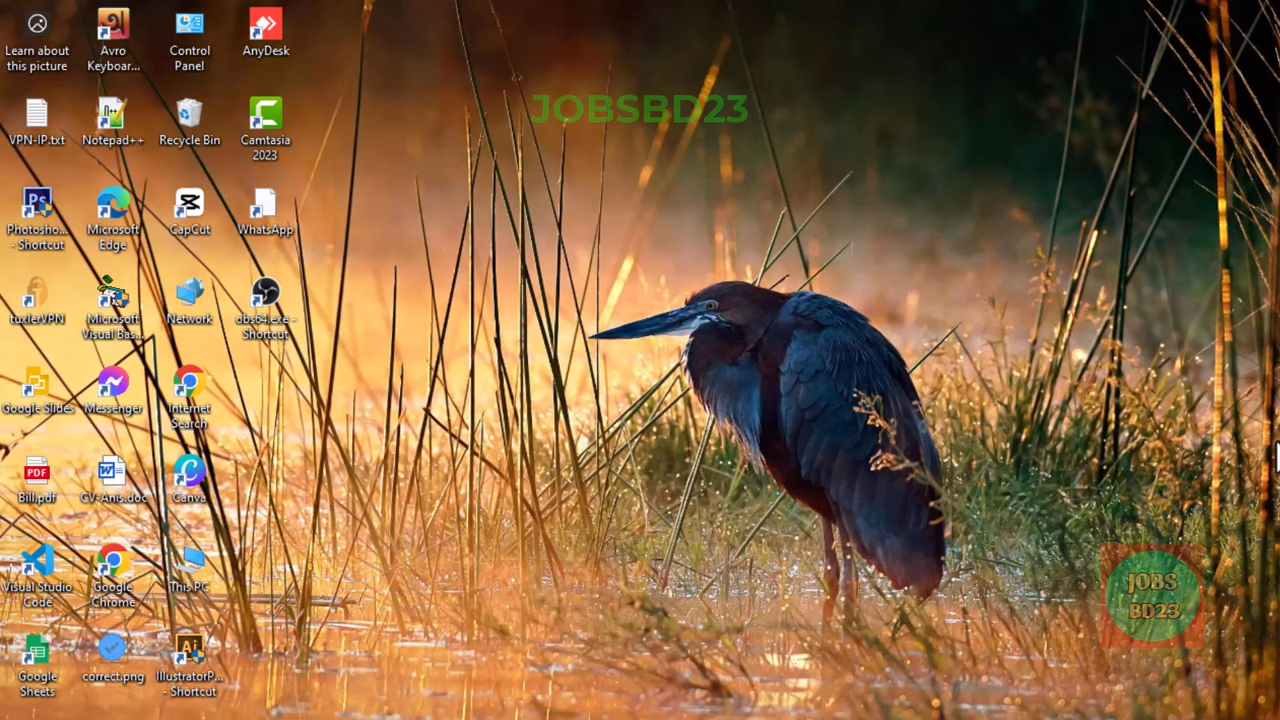 Learn about
this picture
Avro
Keyboar...
Control
Panel
AnyDesk
JOBSBD23
VPN-IP.txt
Notepad++
Recycle Bin
Camtasia
2023
Photosho...
- Shortcut
Microsoft
Edge
CapCut
WhatsApp
tuxlerVPN
Microsoft
Visual Bas...
Network
obs64.exe -
Shortcut
Google Slides
Messenger
Internet
Search
PDF
Bill.pdf
CV-Anis.doc
Canva
Visual Studio
Code
Google
Chrome
This PC
JOBS
BD23
Google
Sheets
correct.png
IllustratorP...
- Shortcut